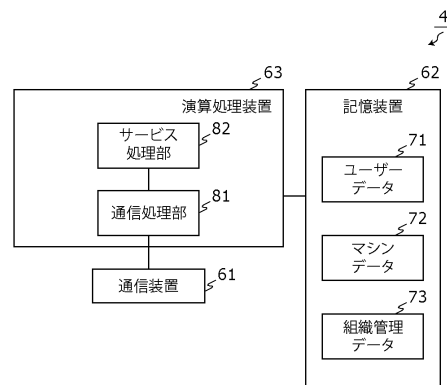 4
63
62
演算処理装置
記憶装置
82
サービス
処理部
71
ユーザー
データ
81
通信処理部
72
マシン
データ
61
通信装置
73
組織管理
データ